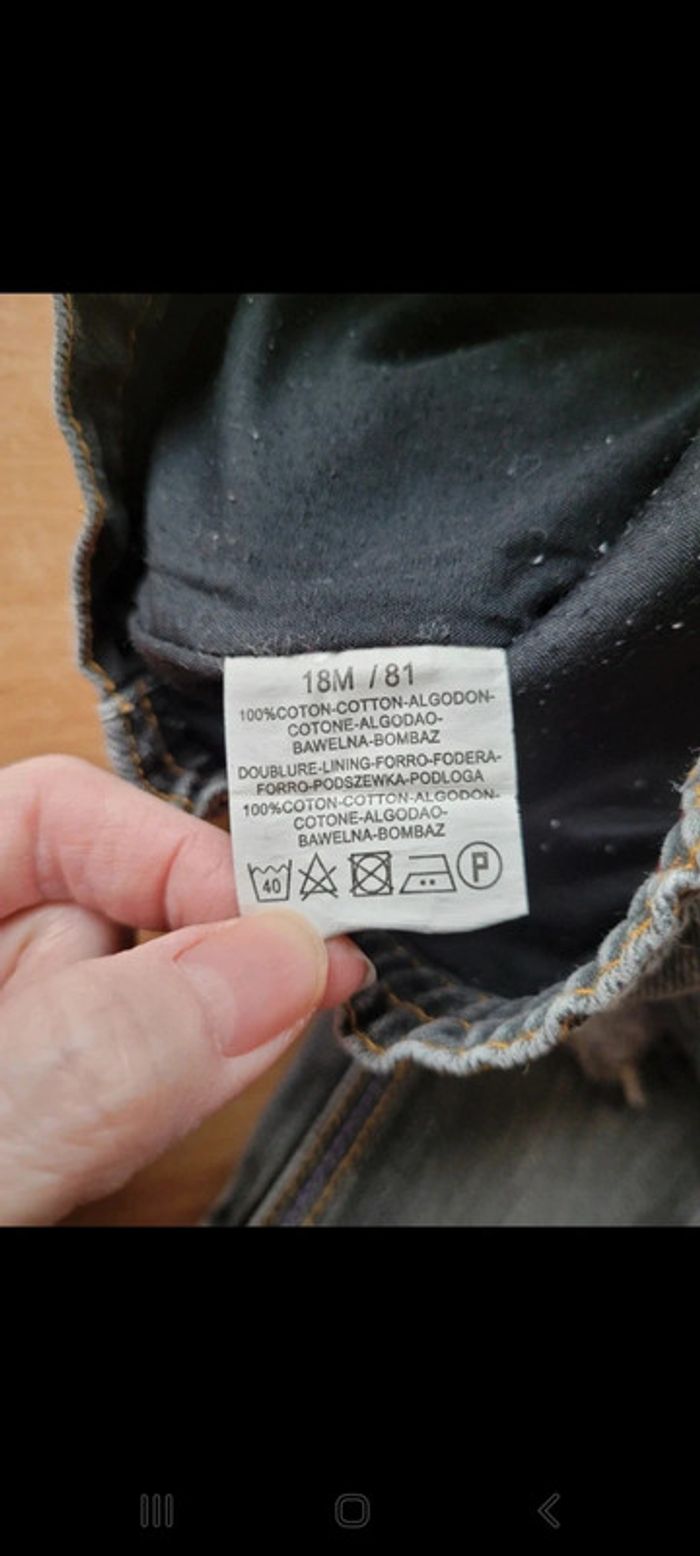 18M / 81
100%COTON-COTTON-ALGODON-
COTONE-ALGODAO-
BAWELNA-BOMBAZ
DOUBLURE-LINING-FORRO-FODERA-
FORRO-PODSZEWKA-PODLOGA
100%COTON-COTTON-ALGODON-
COTONE-ALGODAO-
BAWELNA-BOMBAZ
40 P